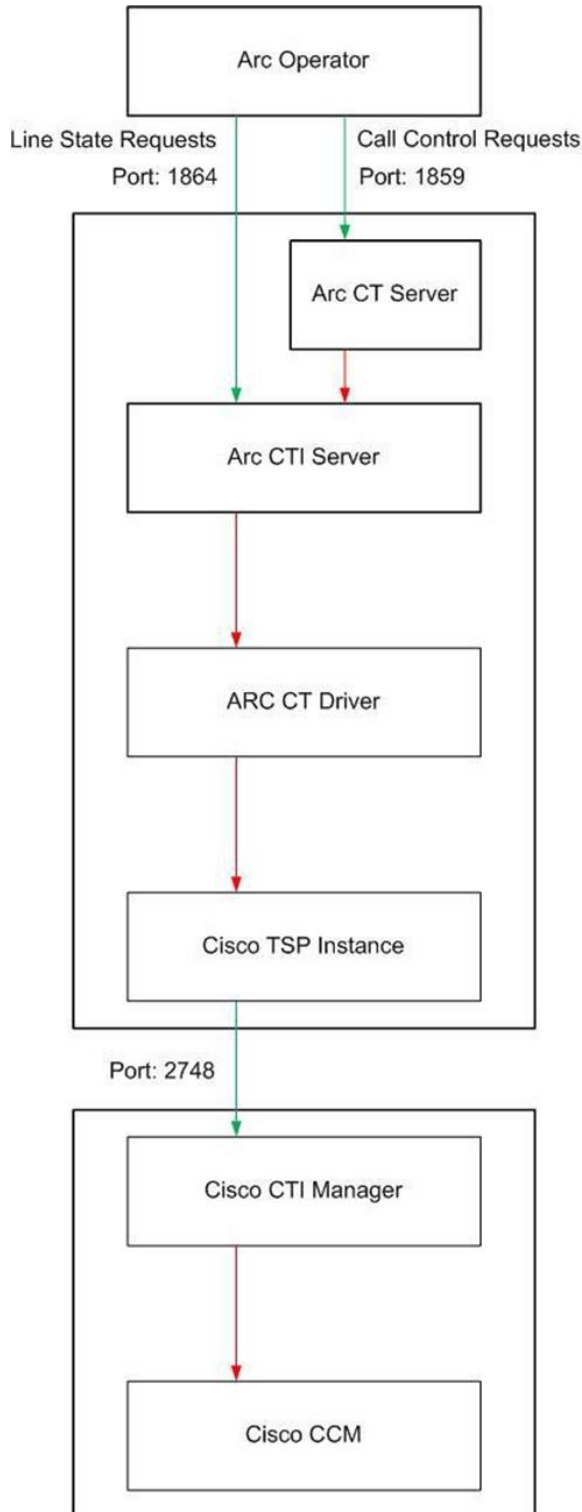 Arc Operator
Line State Requests
Port: 1864
Call Control Requests
Port: 1859
Arc CT Server
Arc CTI Server
ARC CT Driver
Cisco TSP Instance
Port: 2748
Cisco CTI Manager
Cisco CCM